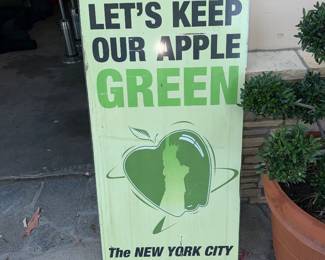 LET'S KEEP
OUR APPLE
GREEN
The NEW YORK CITY